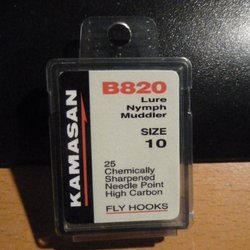 KAMASAN
B820
Lure
Nymph
Muddler
SIZE
10
25
Chemically
Sharpened
Needle Point
High Carbon
FLY HOOKS